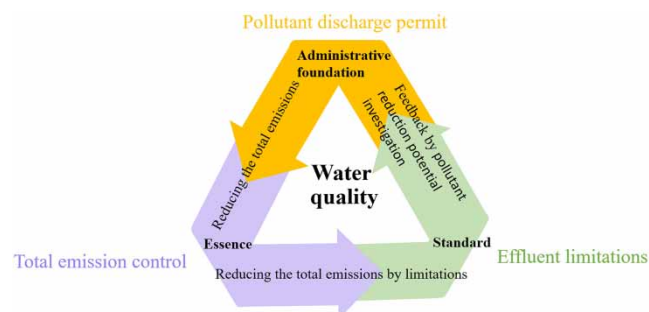 Pollutant discharge permit
Administrative
foundation
Reducing the total emissions
Feedback by pollutant
reduction potential
investigation
Water
quality
Essence
Standard
Total emission control
Effluent limitations
Reducing the total emissions by limitations